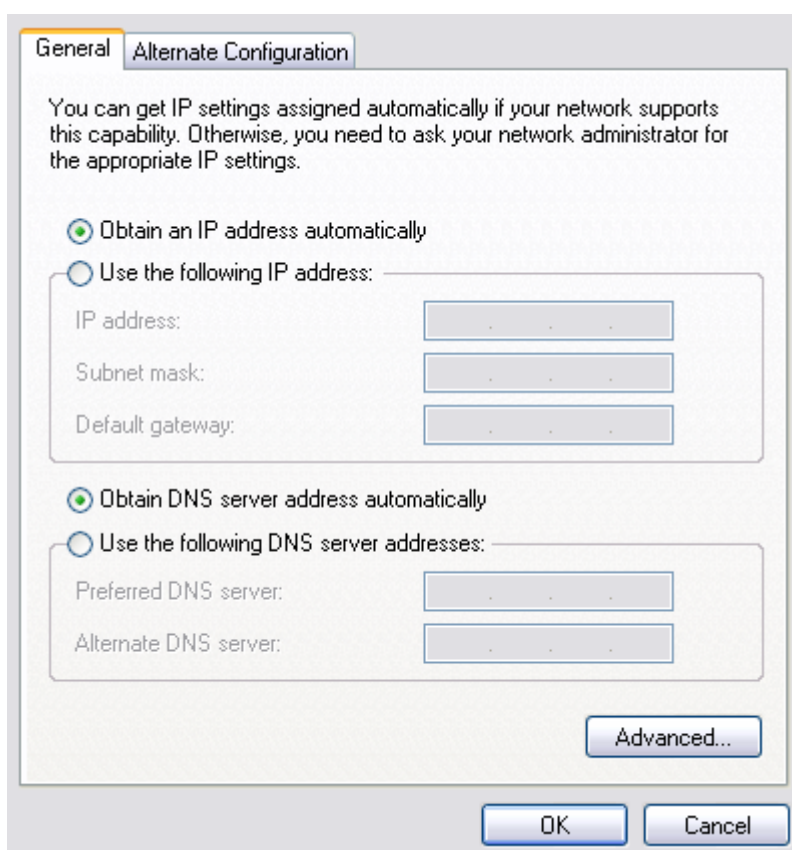 General
Alternate Configuration
You can get IP settings assigned automatically if your network supports
this capability. Otherwise, you need to ask your network administrator for
the appropriate IP settings.
Obtain an IP address automatically
Use the following IP address:
IP address:
Subnet mask:
Default gateway:
Obtain DNS server address automatically
Use the following DNS server addresses:
Preferred DNS server:
Alternate DNS server:
Advanced...
OK
Cancel